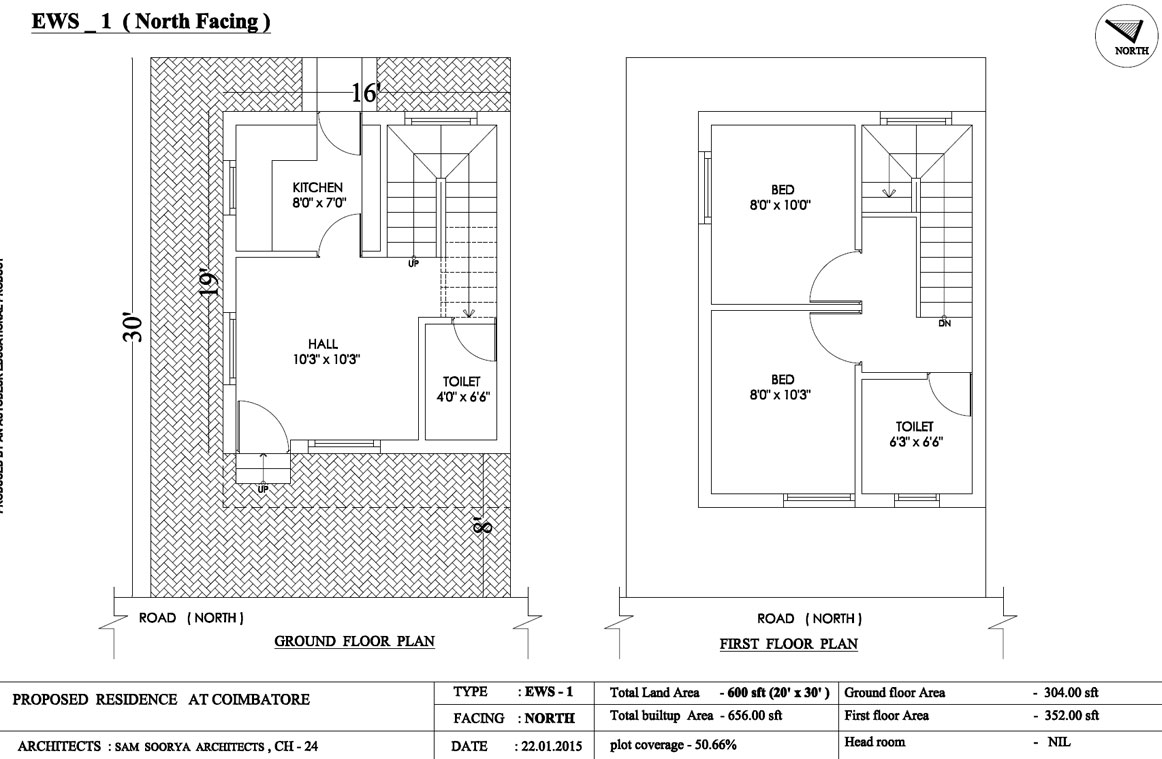 EWS _ 1 ( North Facing )
NORTH
16'
KITCHEN
8'0" x 7'0"
UP
19'
30'
HALL
10'3" x 10'3"
TOILET
4'0" x 6'6"
UP
8'
ROAD ( NORTH )
GROUND FLOOR PLAN
BED
8'0" x 10'0"
DN
BED
8'0" x 10'3"
TOILET
6'3" x 6'6"
ROAD ( NORTH )
FIRST FLOOR PLAN
PRODUCED BY AN AUTODESK EDUCATIONAL PRODUCT
PROPOSED RESIDENCE AT COIMBATORE
ARCHITECTS : SAM SOORYA ARCHITECTS , CH - 24
TYPE : EWS - 1
FACING : NORTH
DATE : 22.01.2015
Total Land Area - 600 sft (20' x 30' )
Total builtup Area - 656.00 sft
plot coverage - 50.66%
Ground floor Area - 304.00 sft
First floor Area - 352.00 sft
Head room - NIL